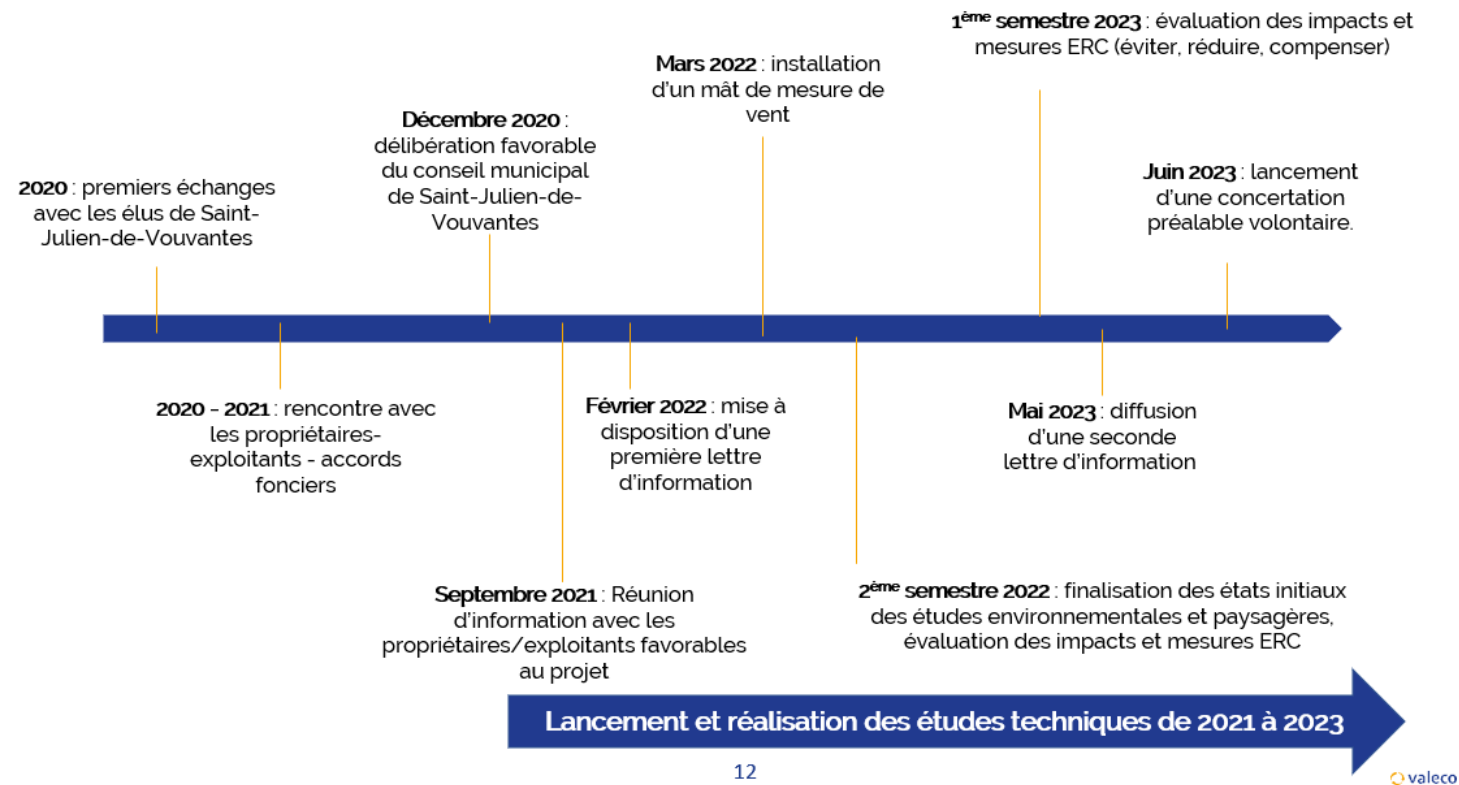 1ème semestre 2023 : évaluation des impacts et
mesures ERC (éviter, réduire, compenser)
Mars 2022 : installation
d'un mât de mesure de
vent
Décembre 2020 :
délibération favorable
du conseil municipal
de Saint-Julien-de-
Vouvantes
2020 : premiers échanges
avec les élus de Saint-
Julien-de-Vouvantes
Juin 2023 : lancement
d'une concertation
préalable volontaire.
2020 - 2021 : rencontre avec
les propriétaires-
exploitants - accords
fonciers
Février 2022 : mise à
disposition d'une
première lettre
d'information
Mai 2023 : diffusion
d'une seconde
lettre d'information
Septembre 2021 : Réunion
d'information avec les
propriétaires/exploitants favorables
au projet
2ème semestre 2022 : finalisation des états initiaux
des études environnementales et paysagères,
évaluation des impacts et mesures ERC
Lancement et réalisation des études techniques de 2021 à 2023
12
valeco